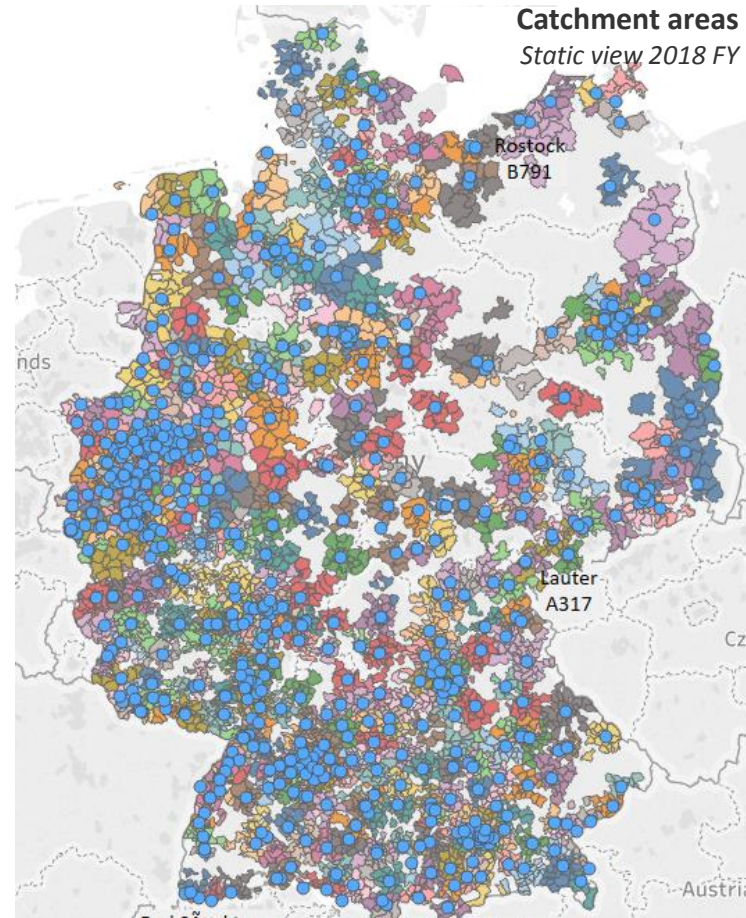 Catchment areas
Static view 2018 FY
Rostock
B791
nds
Lauter
A317
Cz
Austria